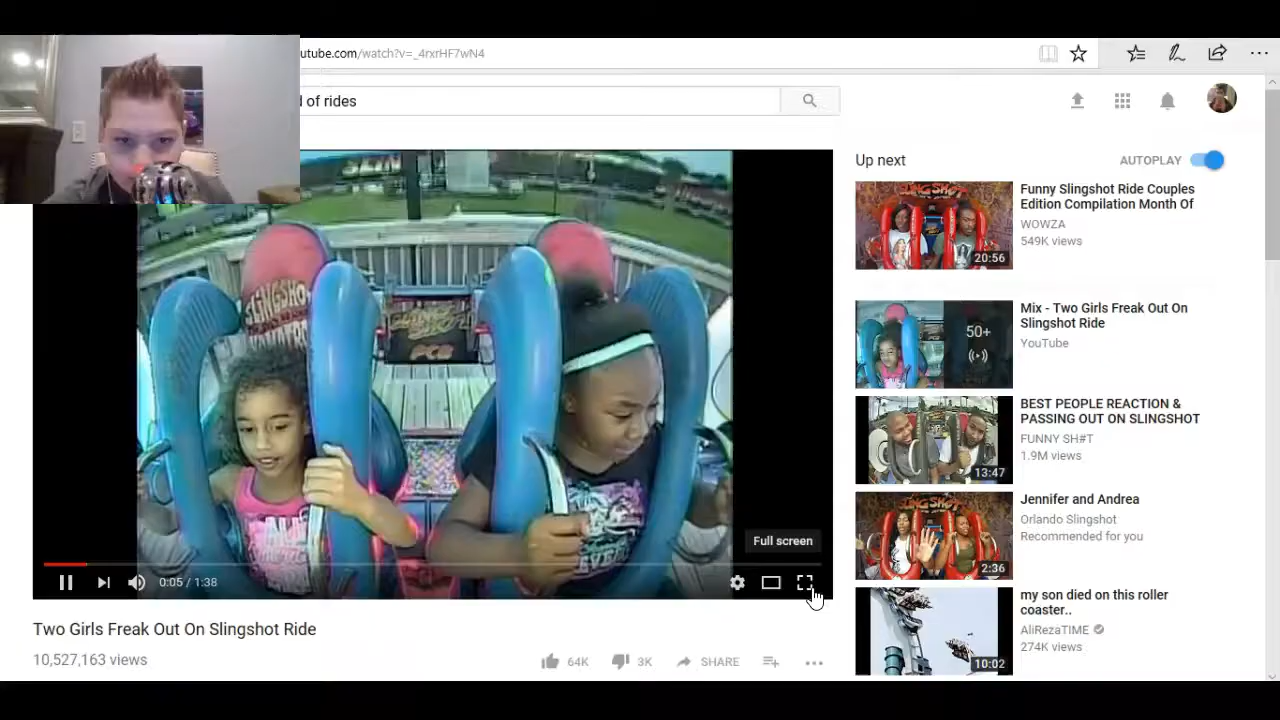 utube.com/watch?v=_4rxrHF7wN4
d of rides
Up next
AUTOPLAY
SLINGSHOT
Full screen
0:05 / 1:38
Two Girls Freak Out On Slingshot Ride
10,527,163 views
64K
3K
SHARE
Funny Slingshot Ride Couples
Edition Compilation Month Of
WOWZA
549K views
20:56
Mix - Two Girls Freak Out On
Slingshot Ride
YouTube
50+
BEST PEOPLE REACTION &
PASSING OUT ON SLINGSHOT
FUNNY SH#T
1.9M views
13:47
Jennifer and Andrea
Orlando Slingshot
Recommended for you
2:36
my son died on this roller
coaster..
AliRezaTIME
274K views
10:02